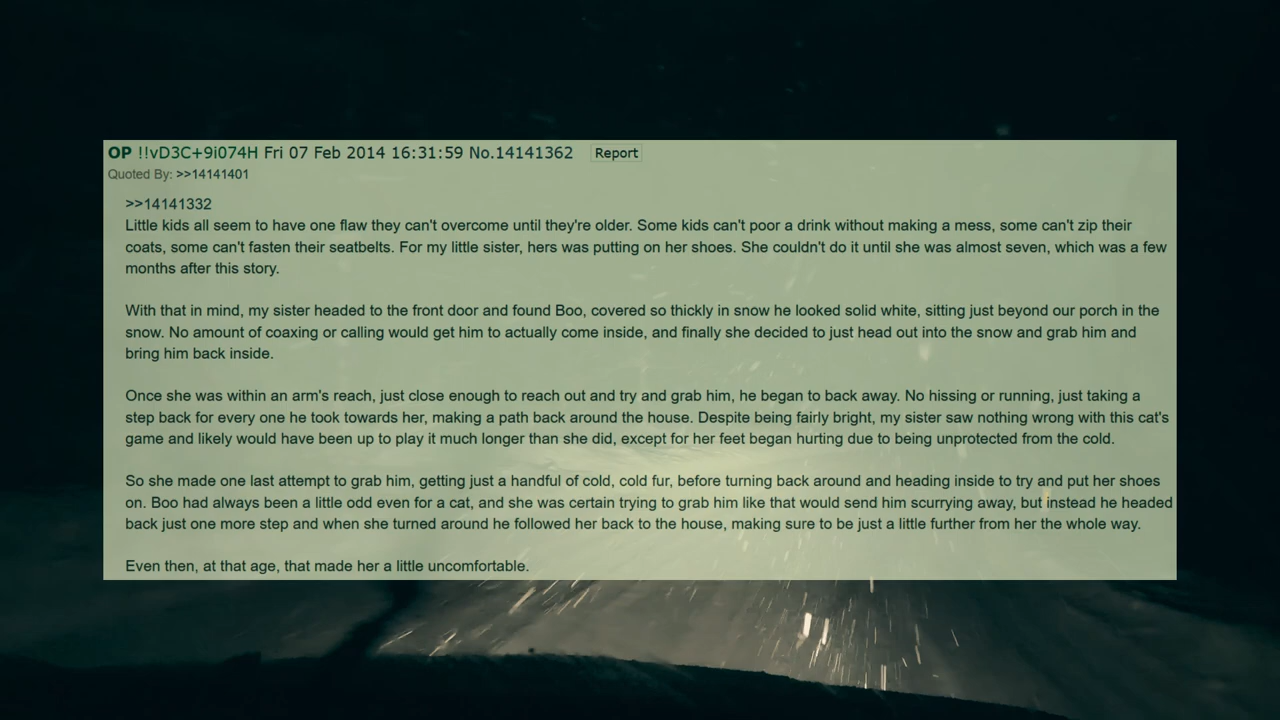 OP !!vD3C+9i074H Fri 07 Feb 2014 16:31:59 No.14141362 Report
Quoted By: >>14141401
>>14141332
Little kids all seem to have one flaw they can't overcome until they're older. Some kids can't poor a drink without making a mess, some can't zip their
coats, some can't fasten their seatbelts. For my little sister, hers was putting on her shoes. She couldn't do it until she was almost seven, which was a few
months after this story.
With that in mind, my sister headed to the front door and found Boo, covered so thickly in snow he looked solid white, sitting just beyond our porch in the
snow. No amount of coaxing or calling would get him to actually come inside, and finally she decided to just head out into the snow and grab him and
bring him back inside.
Once she was within an arm's reach, just close enough to reach out and try and grab him, he began to back away. No hissing or running, just taking a
step back for every one he took towards her, making a path back around the house. Despite being fairly bright, my sister saw nothing wrong with this cat's
game and likely would have been up to play it much longer than she did, except for her feet began hurting due to being unprotected from the cold.
So she made one last attempt to grab him, getting just a handful of cold, cold fur, before turning back around and heading inside to try and put her shoes
on. Boo had always been a little odd even for a cat, and she was certain trying to grab him like that would send him scurrying away, but instead he headed
back just one more step and when she turned around he followed her back to the house, making sure to be just a little further from her the whole way.
Even then, at that age, that made her a little uncomfortable.